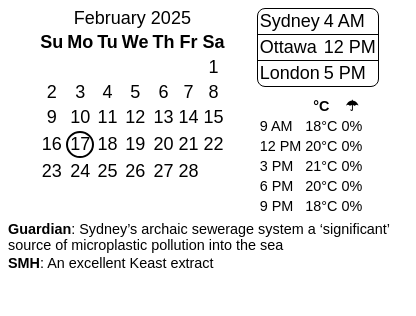 February 2025
Su Mo Tu We Th Fr Sa
1
2 3 4 5 6 7 8
9 10 11 12 13 14 15
16 17 18 19 20 21 22
23 24 25 26 27 28
Sydney 4 AM
Ottawa 12 PM
London 5 PM
°C ☂
9 AM 18°C 0%
12 PM 20°C 0%
3 PM 21°C 0%
6 PM 20°C 0%
9 PM 18°C 0%
Guardian: Sydney’s archaic sewerage system a ‘significant’
source of microplastic pollution into the sea
SMH: An excellent Keast extract